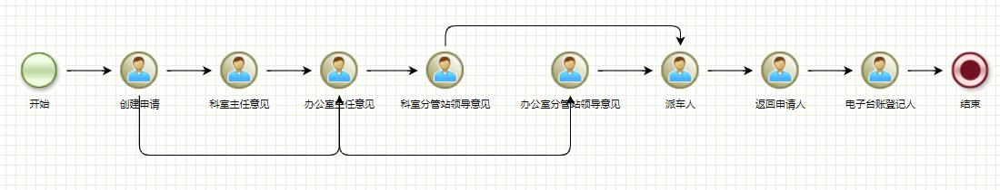 开始
创建申请
科室主任意见
办公室主任意见
科室分管站领导意见
办公室分管站领导意见
派车人
返回申请人
电子台账登记人
结束